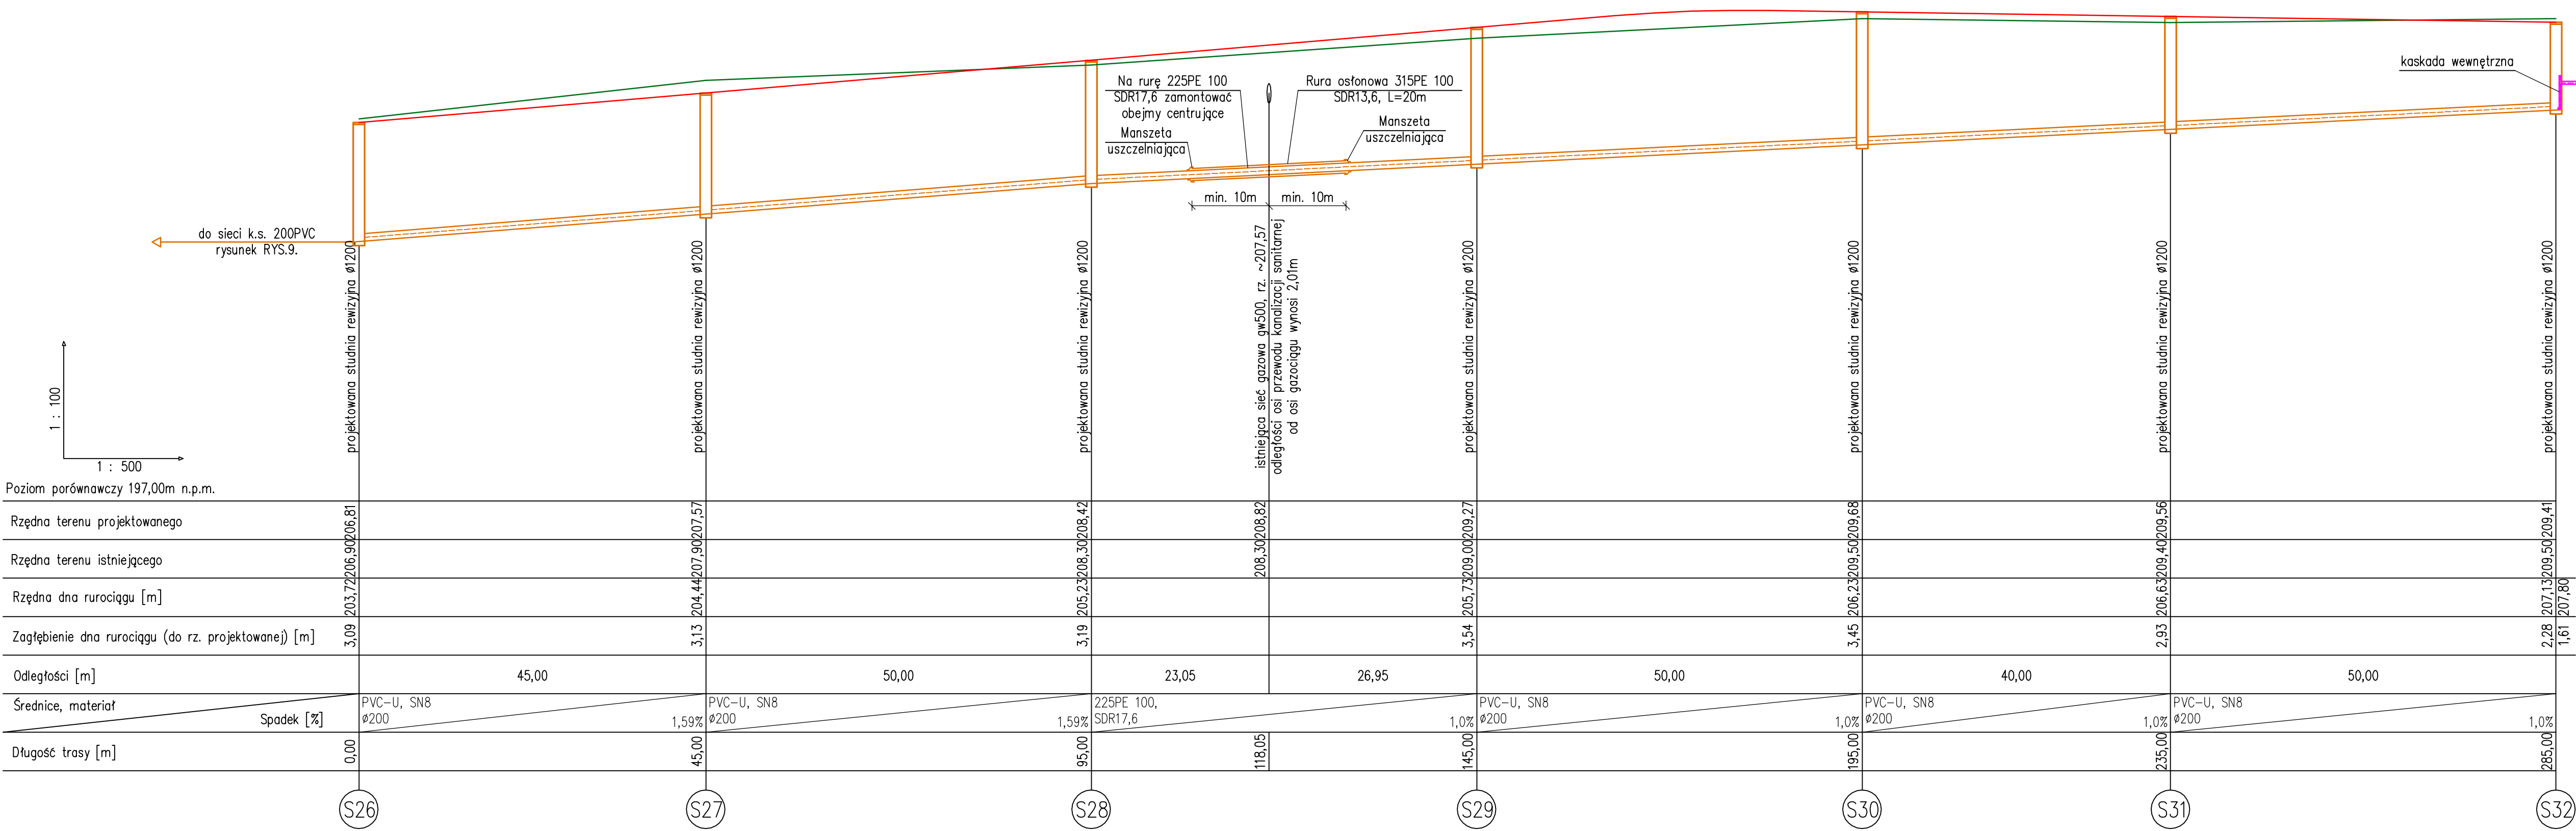 kaskada wewnętrzna
Na rurę 225PE 100
SDR17,6 zamontować
obejmy centrujące
Rura osłonowa 315PE 100
SDR13,6, L=20m
Manszeta
uszczelniająca
Manszeta
uszczelniająca
min. 10m
min. 10m
do sieci k.s. 200PVC
rysunek RYS.9.
projektowana studnia rewizyjna ø1200
projektowana studnia rewizyjna ø1200
projektowana studnia rewizyjna ø1200
istniejąca sieć gazowa gw500, rz. ~207,57
odległości osi przewodu kanalizacji sanitarnej
od osi gazociągu wynosi 2,01m
projektowana studnia rewizyjna ø1200
projektowana studnia rewizyjna ø1200
projektowana studnia rewizyjna ø1200
projektowana studnia rewizyjna ø1200
1 : 100
1 : 500
Poziom porównawczy 197,00m n.p.m.
Rzędna terenu projektowanego
206,81 207,57 208,42 208,82 209,27 209,68 209,56 209,41
Rzędna terenu istniejącego
206,90 207,90 208,30 208,30 209,00 209,50 209,40 209,50
Rzędna dna rurociągu [m]
203,72 204,44 205,23 205,73 206,23 206,63 207,13 207,80
Zagłębienie dna rurociągu (do rz. projektowanej) [m]
3,09 3,13 3,19 3,54 3,45 2,93 2,28 1,61
Odległości [m]
45,00 50,00 23,05 26,95 50,00 40,00 50,00
Średnice, materiał
PVC-U, SN8 PVC-U, SN8 225PE 100, PVC-U, SN8 PVC-U, SN8 PVC-U, SN8
Spadek [%]
ø200 1,59% ø200 1,59% SDR17,6 1,0% ø200 1,0% ø200 1,0% ø200 1,0%
Długość trasy [m]
0,00 45,00 95,00 118,05 145,00 195,00 235,00 285,00
S26 S27 S28 S29 S30 S31 S32